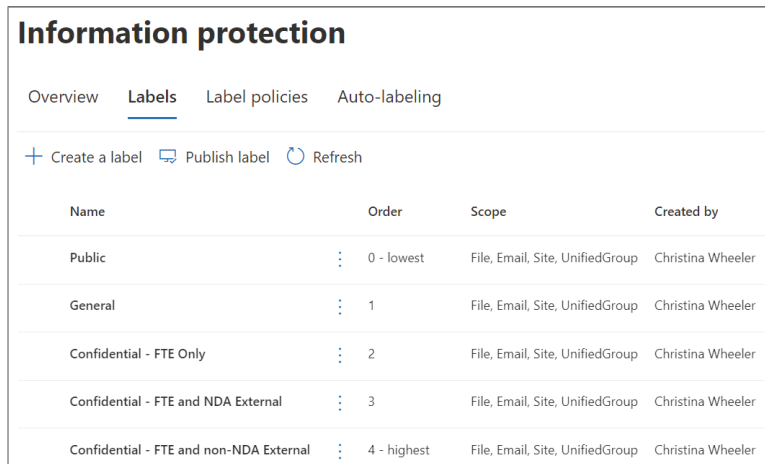 Information protection
Overview Labels Label policies Auto-labeling
Create a label Publish label Refresh
Name Order Scope Created by
Public 0 - lowest File, Email, Site, UnifiedGroup Christina Wheeler
General 1 File, Email, Site, UnifiedGroup Christina Wheeler
Confidential - FTE Only 2 File, Email, Site, UnifiedGroup Christina Wheeler
Confidential - FTE and NDA External 3 File, Email, Site, UnifiedGroup Christina Wheeler
Confidential - FTE and non-NDA External 4 - highest File, Email, Site, UnifiedGroup Christina Wheeler